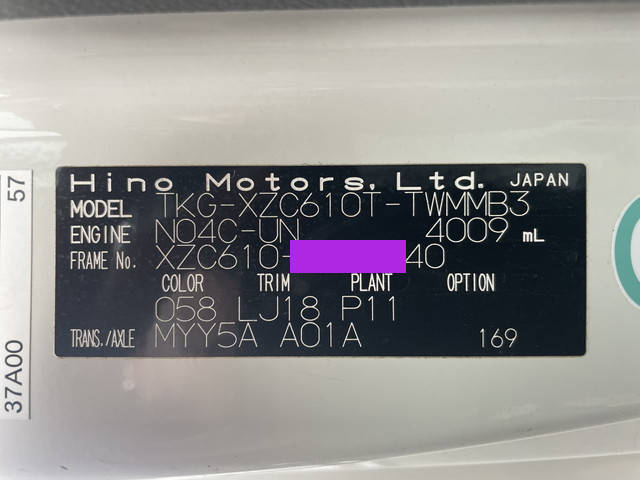 Hino Motors, Ltd. JAPAN
MODEL TKG-XZC610T-TWMMB3
ENGINE N04C-UN 4009 mL
FRAME No. XZC610- 40
COLOR TRIM PLANT OPTION
058 LJ18 P11
TRANS./AXLE MYY5A A01A 169
37A00 57